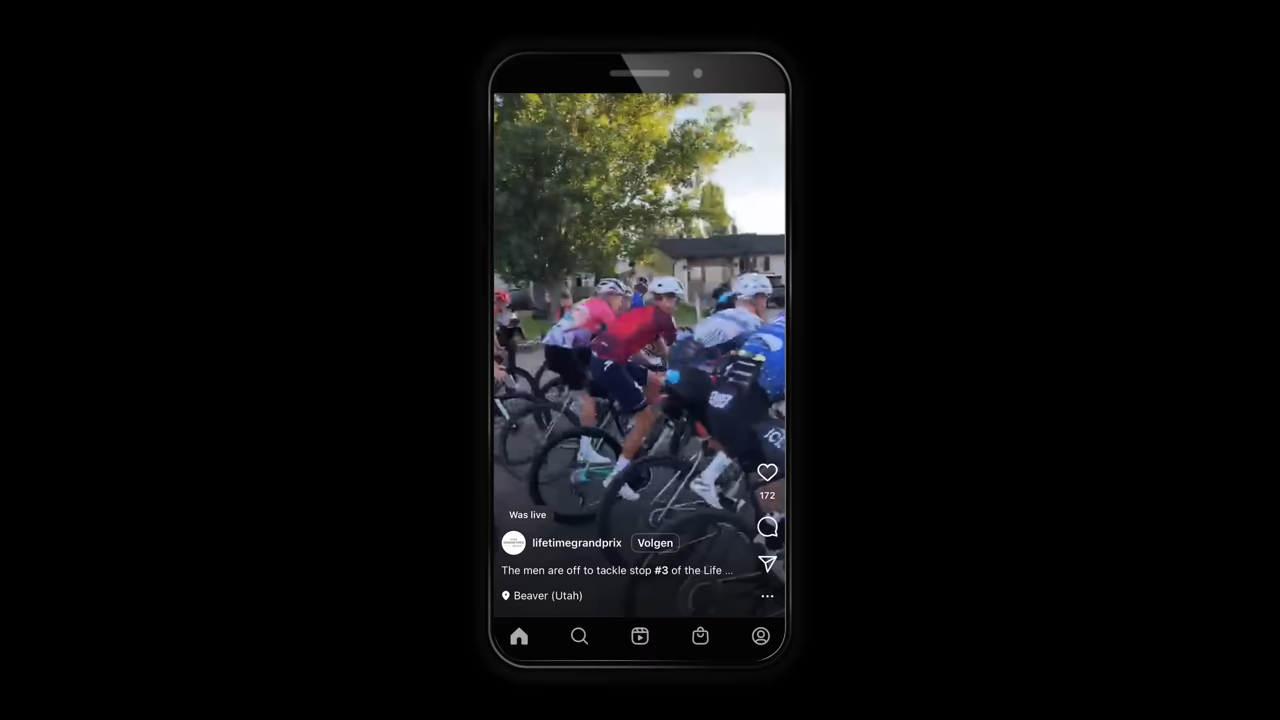 172
Was live
lifetimegrandprix Volgen
The men are off to tackle stop #3 of the Life ...
Beaver (Utah)